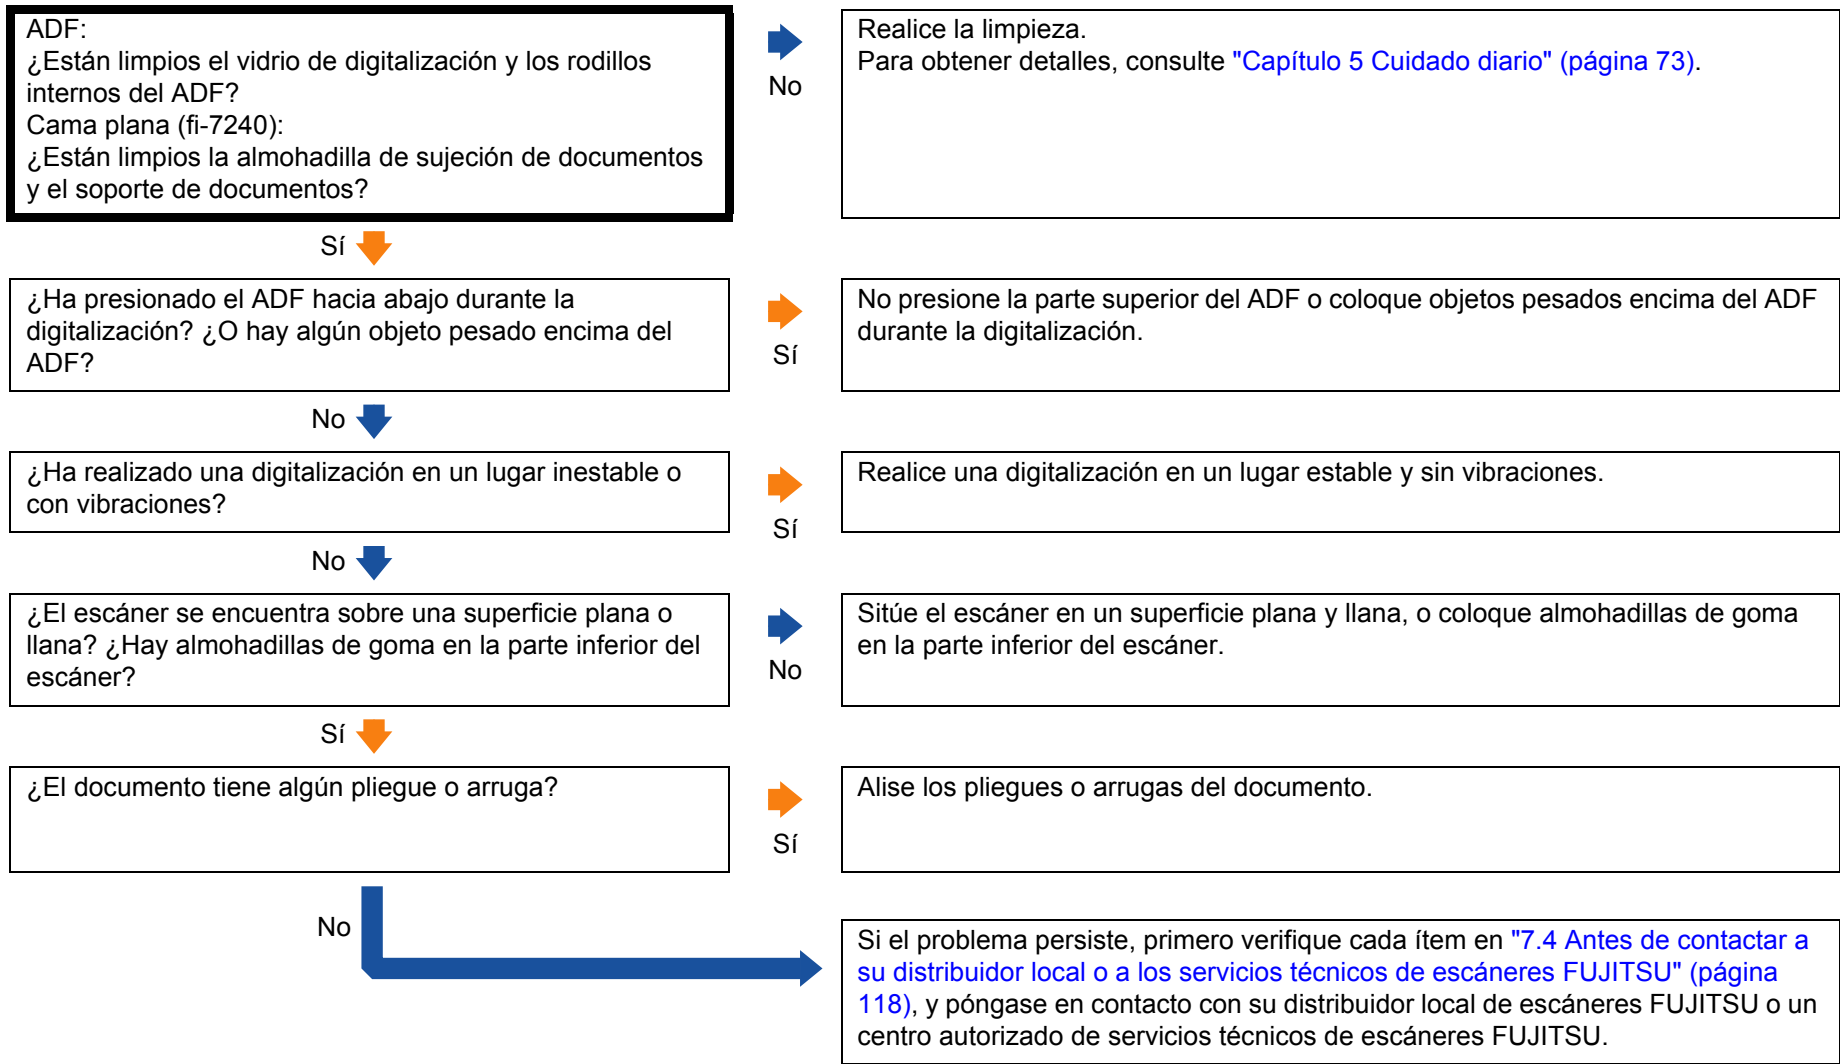 ADF:
¿Están limpios el vidrio de digitalización y los rodillos
internos del ADF?
Cama plana (fi-7240):
¿Están limpios la almohadilla de sujeción de documentos
y el soporte de documentos?
No
Realice la limpieza.
Para obtener detalles, consulte "Capítulo 5 Cuidado diario" (página 73).
Sí
¿Ha presionado el ADF hacia abajo durante la
digitalización? ¿O hay algún objeto pesado encima del
ADF?
Sí
No presione la parte superior del ADF o coloque objetos pesados encima del ADF
durante la digitalización.
No
¿Ha realizado una digitalización en un lugar inestable o
con vibraciones?
Sí
Realice una digitalización en un lugar estable y sin vibraciones.
No
¿El escáner se encuentra sobre una superficie plana o
llana? ¿Hay almohadillas de goma en la parte inferior del
escáner?
No
Sitúe el escáner en un superficie plana y llana, o coloque almohadillas de goma
en la parte inferior del escáner.
Sí
¿El documento tiene algún pliegue o arruga?
Sí
Alise los pliegues o arrugas del documento.
No
Si el problema persiste, primero verifique cada ítem en "7.4 Antes de contactar a
su distribuidor local o a los servicios técnicos de escáneres FUJITSU" (página
118), y póngase en contacto con su distribuidor local de escáneres FUJITSU o un
centro autorizado de servicios técnicos de escáneres FUJITSU.